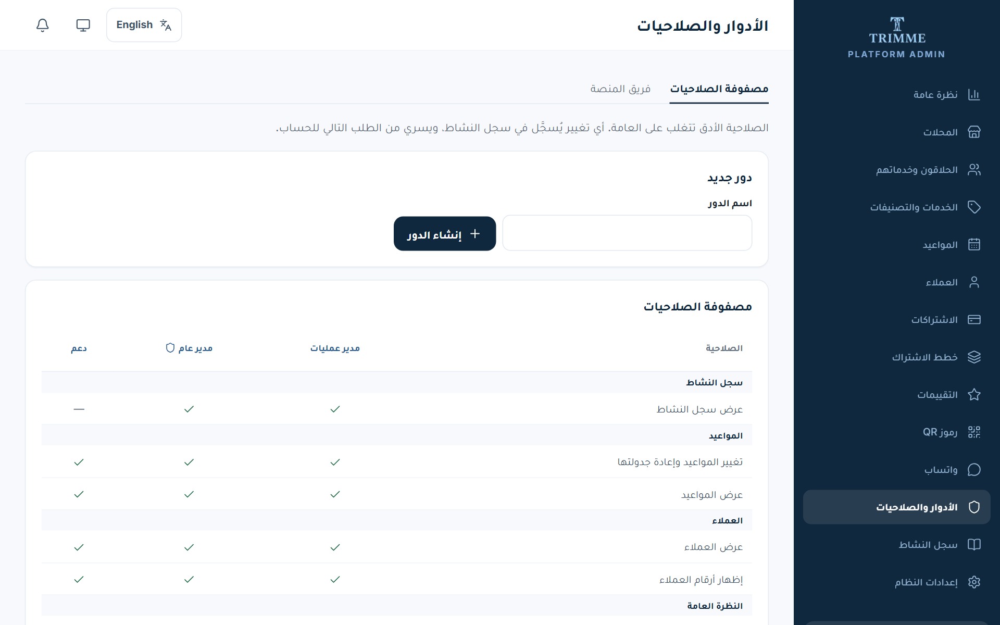 TRIMME
PLATFORM ADMIN
نظرة عامة
المحلات
الحلاقون وخدماتهم
الخدمات والتصنيفات
المواعيد
العملاء
الاشتراكات
خطط الاشتراك
التقييمات
رموز QR
واتساب
الأدوار والصلاحيات
سجل النشاط
إعدادات النظام
الأدوار والصلاحيات
English
مصفوفة الصلاحيات
فريق المنصة
الصلاحية الأدق تتغلب على العامة. أي تغيير يُسجَّل في سجل النشاط، ويسري من الطلب التالي للحساب.
دور جديد
اسم الدور
إنشاء الدور
مصفوفة الصلاحيات
الصلاحية مدير عمليات مدير عام دعم
سجل النشاط
عرض سجل النشاط
المواعيد
تغيير المواعيد وإعادة جدولتها
عرض المواعيد
العملاء
عرض العملاء
إظهار أرقام العملاء
النظرة العامة